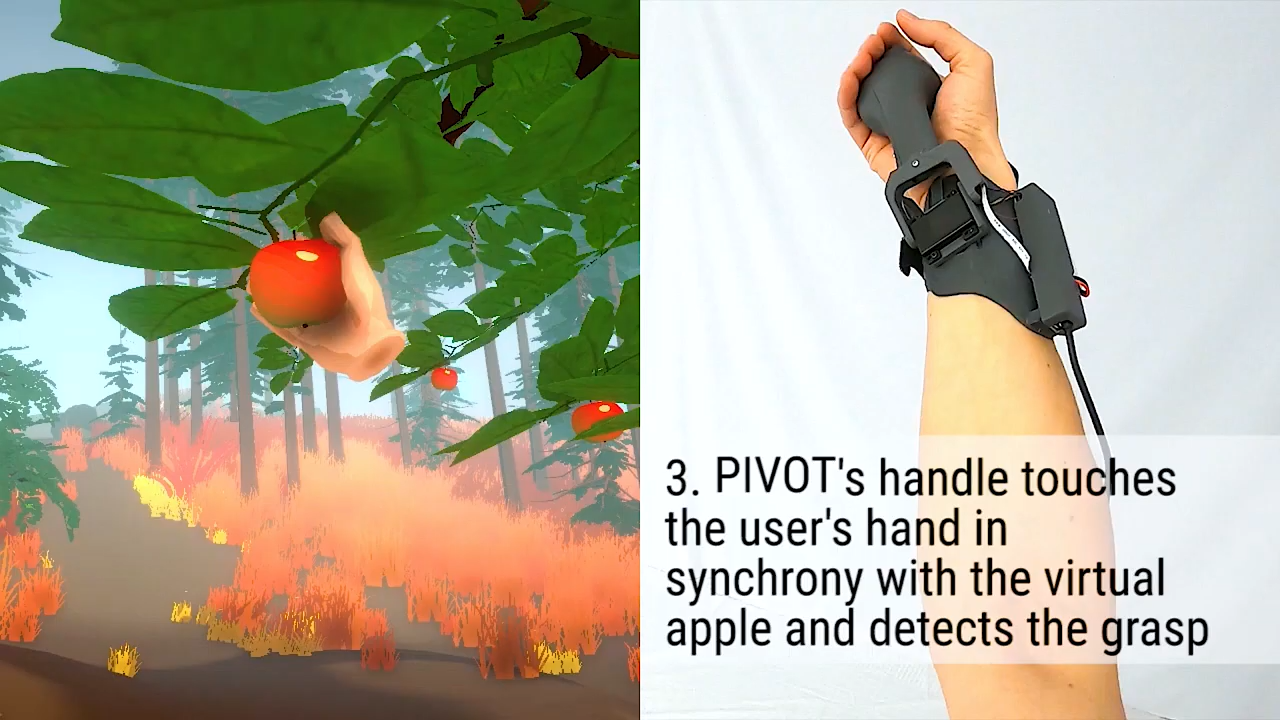 3. PIVOT's handle touches
the user's hand in
synchrony with the virtual
apple and detects the grasp